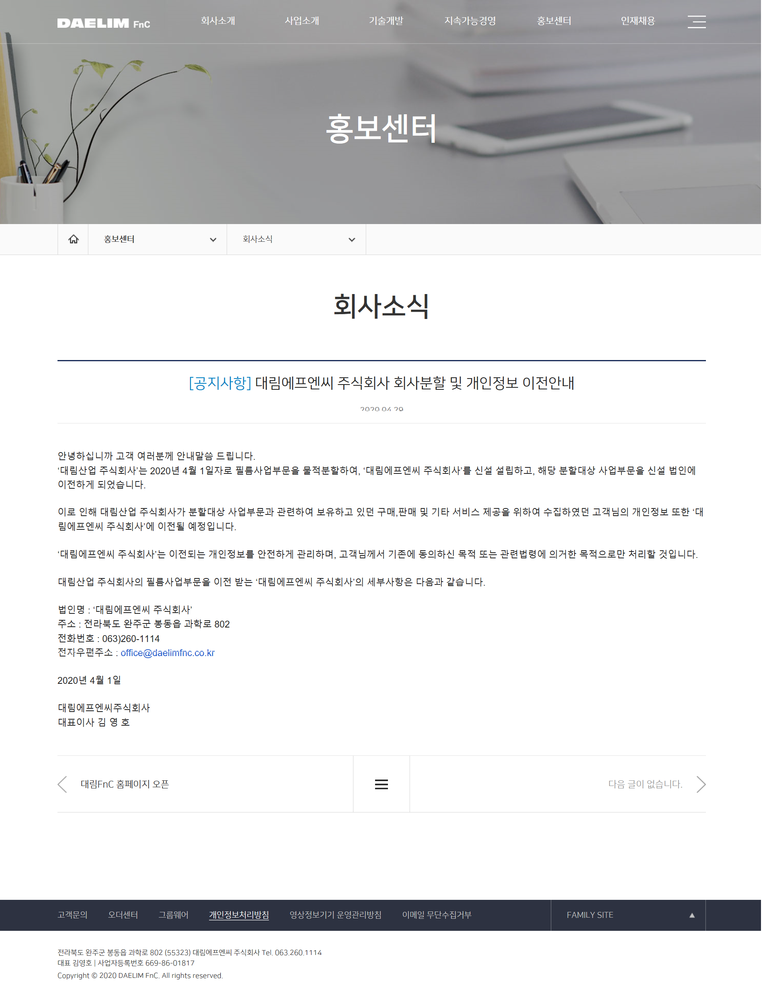 DAELIM FnC
회사소개 사업소개 기술개발 지속가능경영 홍보센터 인재채용
홍보센터
홍보센터 회사소식
회사소식
[공지사항] 대림에프엔씨 주식회사 회사분할 및 개인정보 이전안내
2020.04.29
안녕하십니까 고객 여러분께 안내말씀 드립니다.
‘대림산업 주식회사’는 2020년 4월 1일자로 필름사업부문을 물적분할하여, ‘대림에프엔씨 주식회사’를 신설 설립하고, 해당 분할대상 사업부문을 신설 법인에
이전하게 되었습니다.
이로 인해 대림산업 주식회사가 분할대상 사업부문과 관련하여 보유하고 있던 구매,판매 및 기타 서비스 제공을 위하여 수집하였던 고객님의 개인정보 또한 ‘대
림에프엔씨 주식회사’에 이전될 예정입니다.
‘대림에프엔씨 주식회사’는 이전되는 개인정보를 안전하게 관리하며, 고객님께서 기존에 동의하신 목적 또는 관련법령에 의거한 목적으로만 처리할 것입니다.
대림산업 주식회사의 필름사업부문을 이전 받는 ‘대림에프엔씨 주식회사’의 세부사항은 다음과 같습니다.
법인명 : ‘대림에프엔씨 주식회사’
주소 : 전라북도 완주군 봉동읍 과학로 802
전화번호 : 063)260-1114
전자우편주소 : office@daelimfnc.co.kr
2020년 4월 1일
대림에프엔씨주식회사
대표이사 김 영 호
대림FnC 홈페이지 오픈
다음 글이 없습니다.
고객문의 오더센터 그룹웨어 개인정보처리방침 영상정보기기 운영관리방침 이메일 무단수집거부 FAMILY SITE
전라북도 완주군 봉동읍 과학로 802 (55323) 대림에프엔씨 주식회사 Tel. 063.260.1114
대표 김영호 | 사업자등록번호 669-86-01817
Copyright © 2020 DAELIM FnC. All rights reserved.